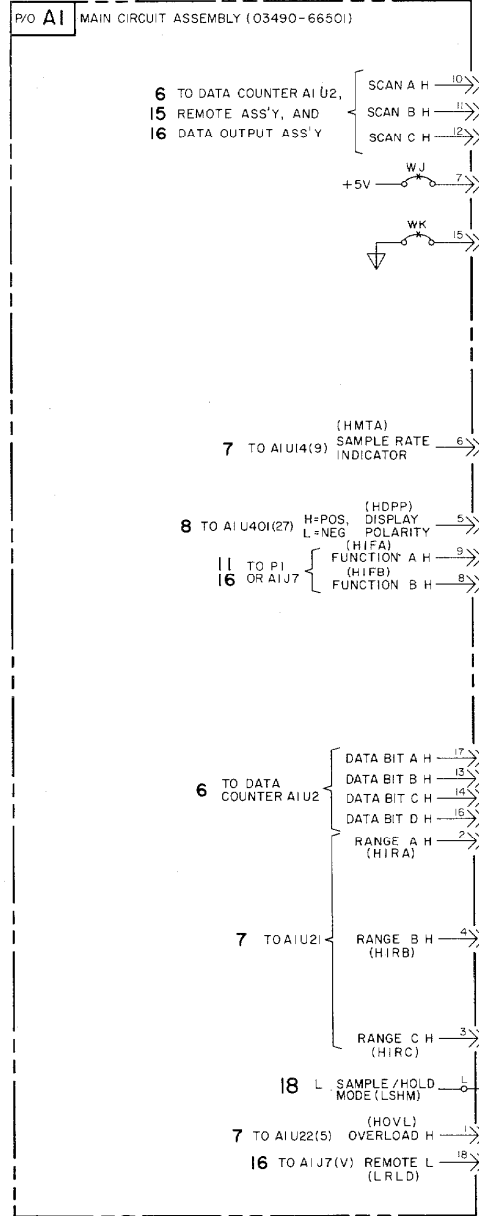 P/O A1 MAIN CIRCUIT ASSEMBLY (03490-66501)
6 TO DATA COUNTER A1U2,
15 REMOTE ASS'Y, AND
16 DATA OUTPUT ASS'Y
SCAN A H 10
SCAN B H 11
SCAN C H 12
WJ
+5V 7
WK
15
(HMTA)
7 TO A1U14(9) SAMPLE RATE 6
INDICATOR
(HDPP)
8 TO A1U401(27) H=POS, DISPLAY 5
L=NEG POLARITY
(HIFA)
11 TO P1 FUNCTION A H 9
(HIFB)
16 OR A1J7 FUNCTION B H 8
DATA BIT A H 17
6 TO DATA DATA BIT B H 13
COUNTER A1U2 DATA BIT C H 14
DATA BIT D H 16
RANGE A H 2
(HIRA)
7 TO A1U21 RANGE B H 4
(HIRB)
RANGE C H 3
(HIRC)
18 L SAMPLE/HOLD L
MODE (LSHM)
(HOVL)
7 TO A1U22(5) OVERLOAD H 1
16 TO A1J7(V) REMOTE L 18
(LRLD)